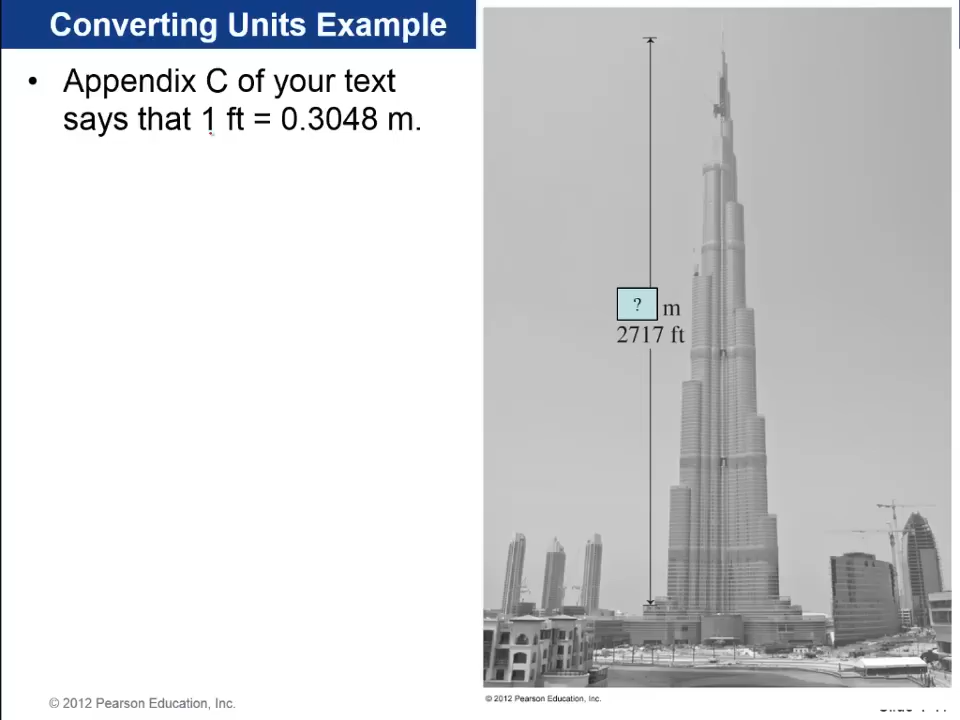 Converting Units Example
• Appendix C of your text
says that 1 ft = 0.3048 m.
? m
2717 ft
© 2012 Pearson Education, Inc.
© 2012 Pearson Education, Inc.